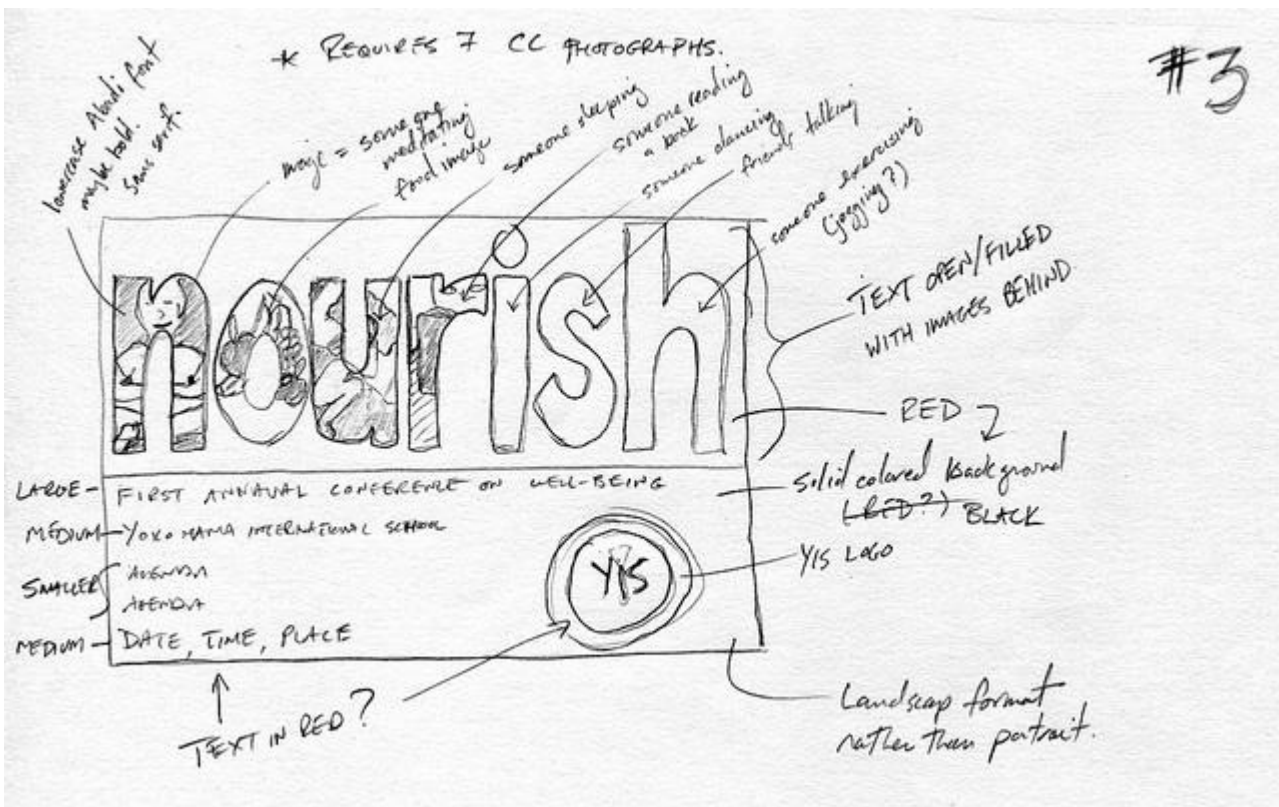 * REQUIRES 7 CC PHOTOGRAPHS.
#3
lowercase Abadi font
maybe bold.
sans serif.
image = someone
meditating
food image
someone sleeping
someone reading
a book
someone dancing
friends talking
someone exercising
(jogging?)
nourish
TEXT OPEN/FILLED
WITH IMAGES BEHIND
RED
solid colored background
(RED?) BLACK
LARGE - FIRST ANNUAL CONFERENCE ON WELL-BEING
MEDIUM - YOKOHAMA INTERNATIONAL SCHOOL
SMALLER
AGENDA
AGENDA
MEDIUM - DATE, TIME, PLACE
YIS
YIS LOGO
TEXT IN RED?
Landscap format
rather than portrait.